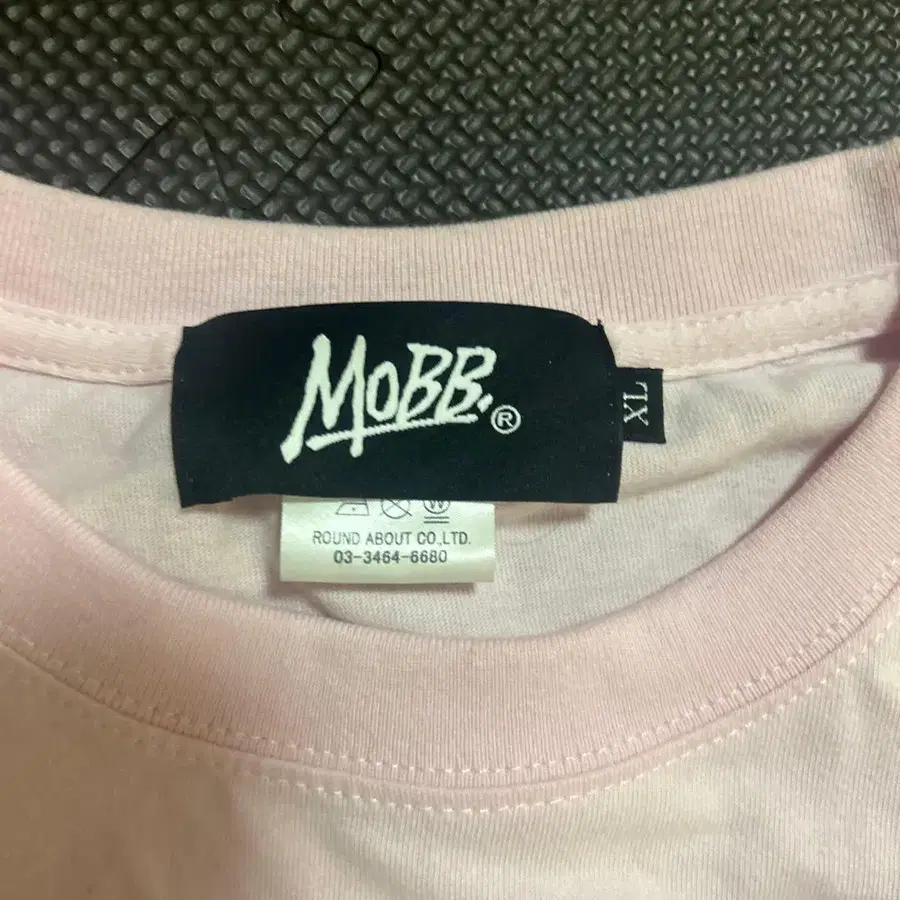 MOBB.®
XL
W
ROUND ABOUT CO.,LTD.
03-3464-6680